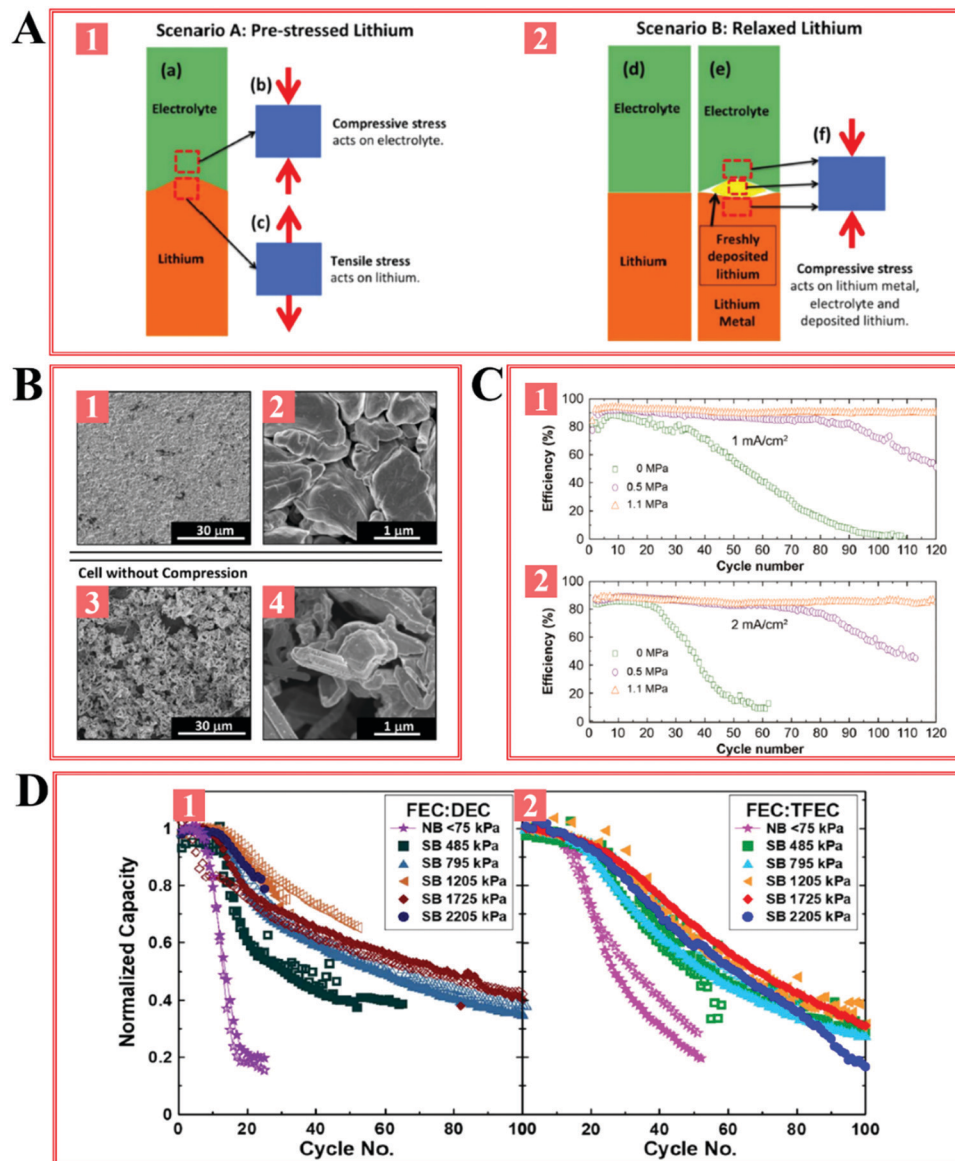 A
1
Scenario A: Pre-stressed Lithium
(a)
Electrolyte
Lithium
(b)
Compressive stress
acts on electrolyte.
(c)
Tensile stress
acts on lithium.
2
Scenario B: Relaxed Lithium
(d)
Electrolyte
Lithium
(e)
Electrolyte
Freshly
deposited
lithium
Lithium
Metal
(f)
Compressive stress
acts on lithium metal,
electrolyte and
deposited lithium.
B
1
30 μm
2
1 μm
Cell without Compression
3
30 μm
4
1 μm
C
1
Efficiency (%)
100
80
60
40
20
0
1 mA/cm²
0 MPa
0.5 MPa
1.1 MPa
0 10 20 30 40 50 60 70 80 90 100 110 120
Cycle number
2
Efficiency (%)
100
80
60
40
20
0
2 mA/cm²
0 MPa
0.5 MPa
1.1 MPa
0 10 20 30 40 50 60 70 80 90 100 110 120
Cycle number
D
1
Normalized Capacity
1
0.8
0.6
0.4
0.2
0
FEC:DEC
NB <75 kPa
SB 485 kPa
SB 795 kPa
SB 1205 kPa
SB 1725 kPa
SB 2205 kPa
0 20 40 60 80 100
Cycle No.
2
FEC:TFEC
NB <75 kPa
SB 485 kPa
SB 795 kPa
SB 1205 kPa
SB 1725 kPa
SB 2205 kPa
20 40 60 80 100
Cycle No.